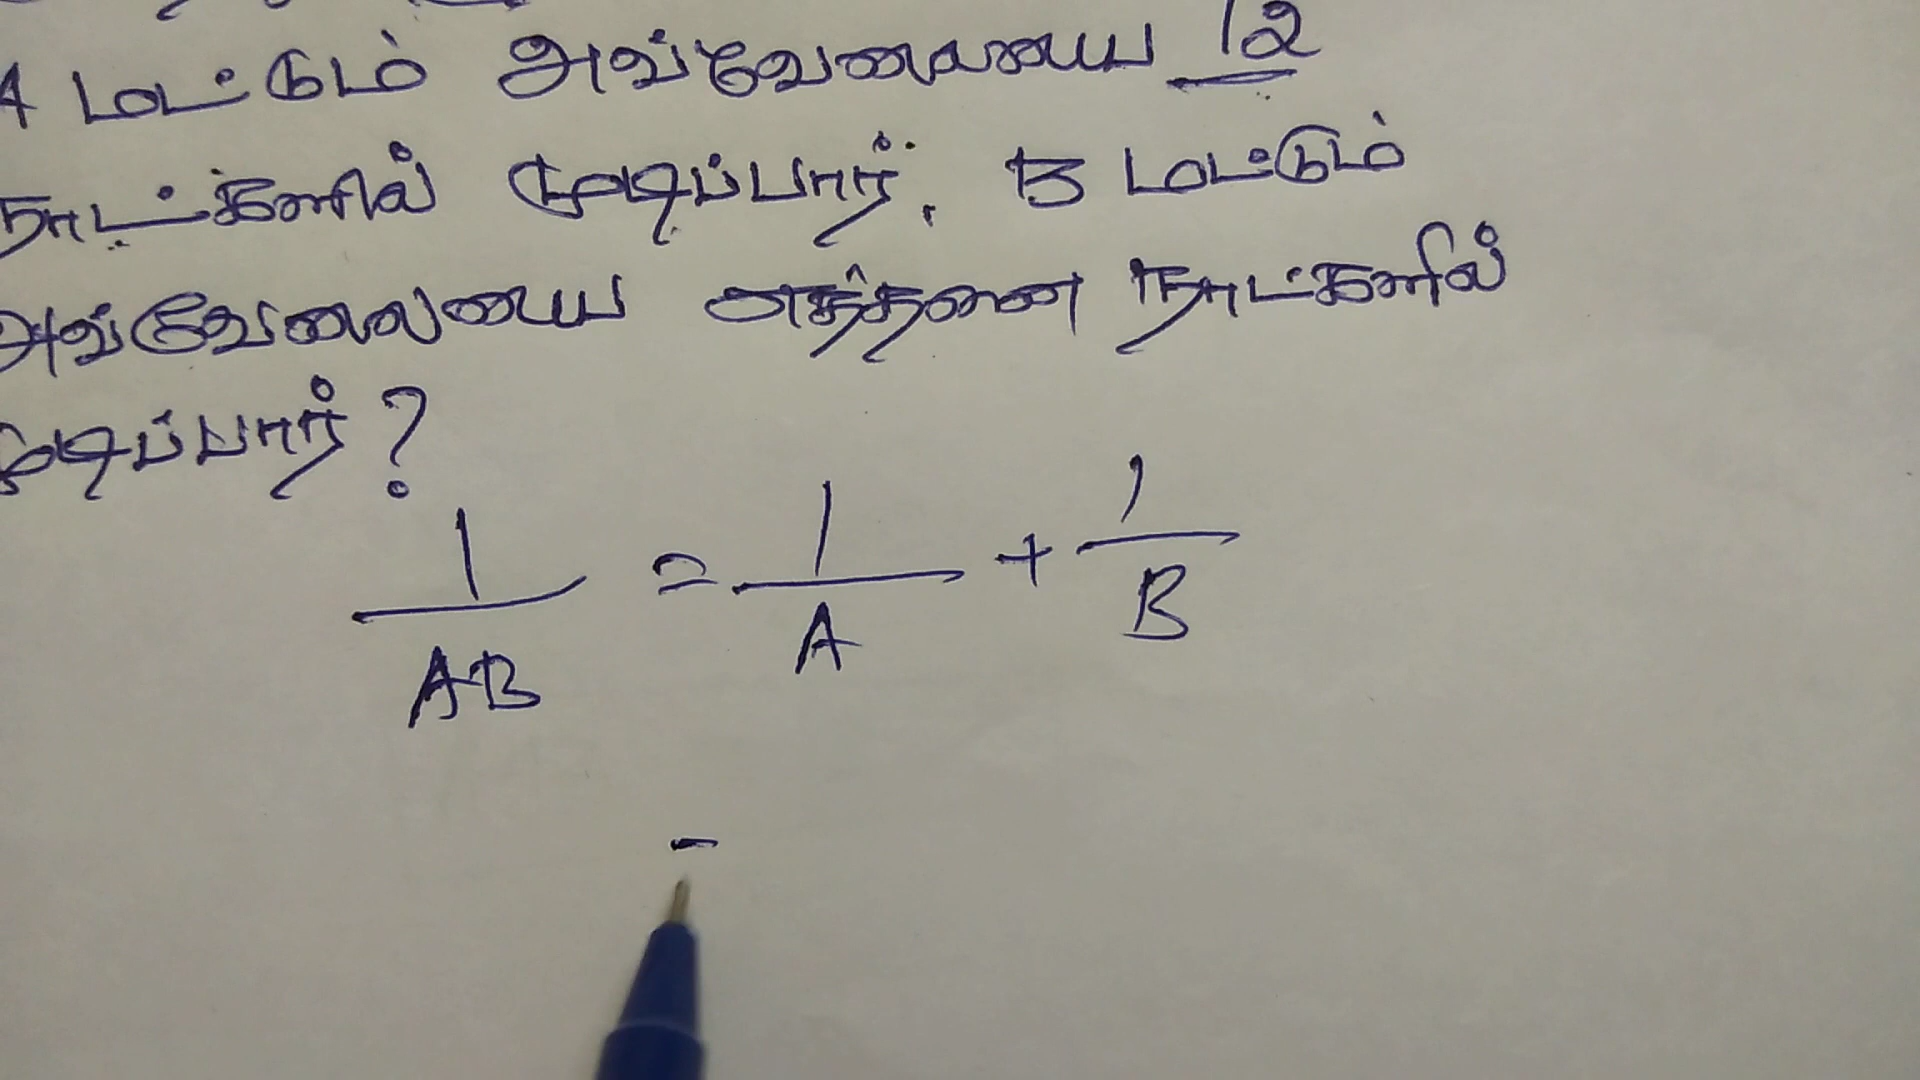 A மட்டும் அவ்வேலையை 12
நாட்களில் முடிப்பார். B மட்டும்
அவ்வேலையை எத்தனை நாட்களில்
முடிப்பார்?
1/AB = 1/A + 1/B